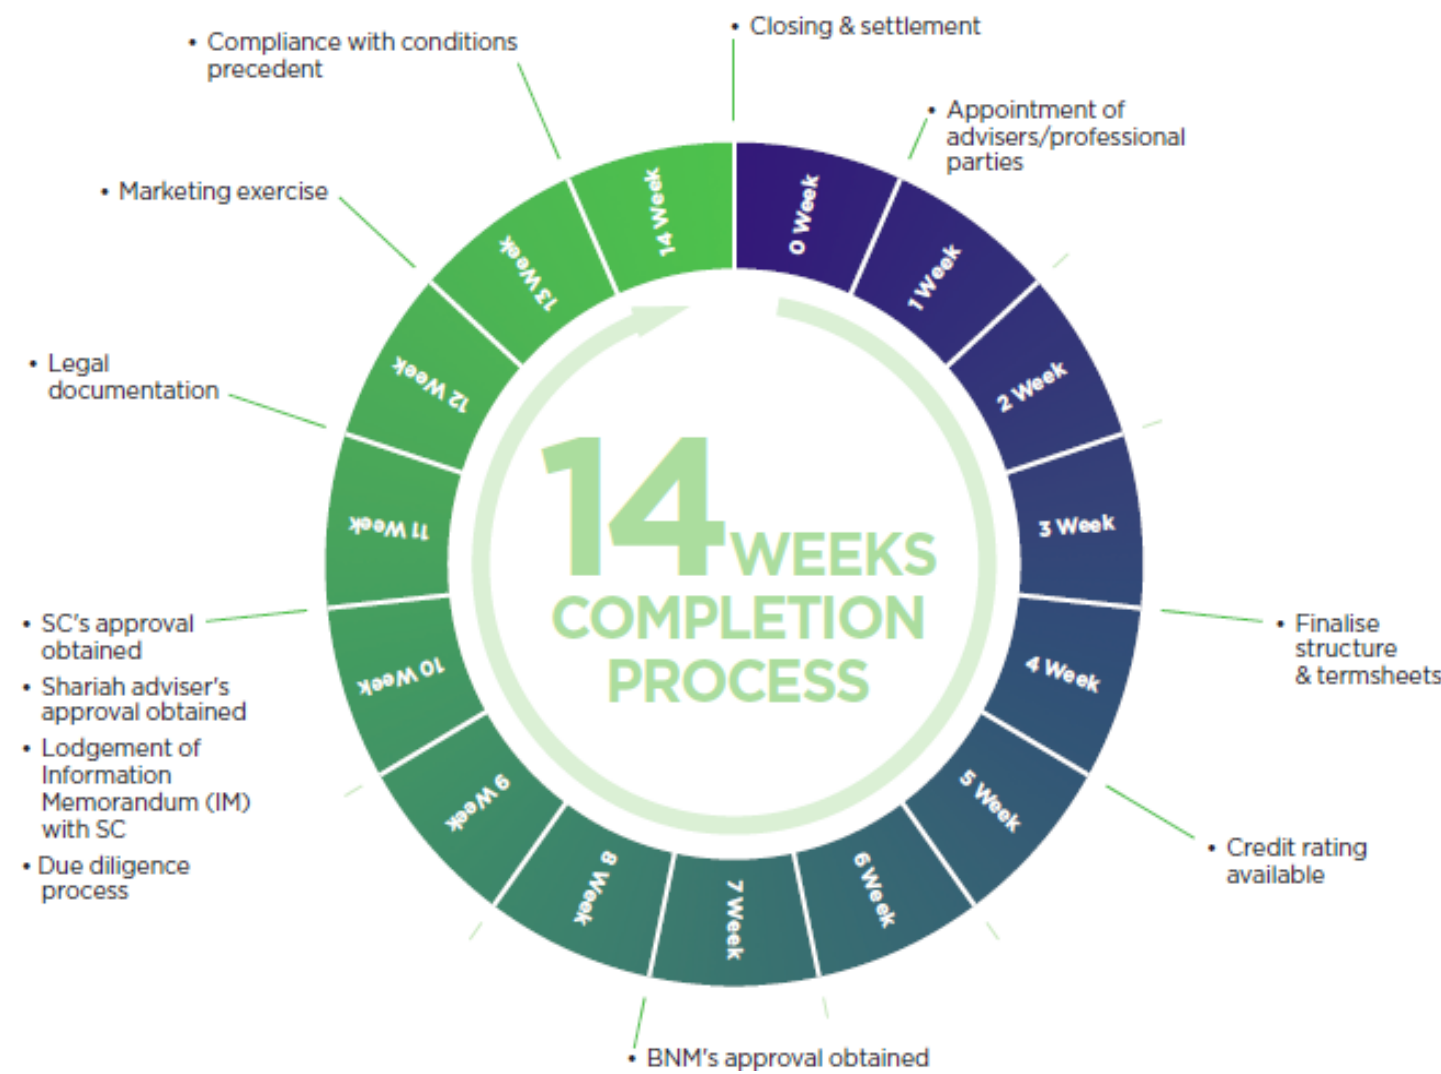 • Closing & settlement
• Appointment of
advisers/professional
parties
• Finalise
structure
& termsheets
• Credit rating
available
• BNM's approval obtained
• SC's approval
obtained
• Shariah adviser's
approval obtained
• Lodgement of
Information
Memorandum (IM)
with SC
• Due diligence
process
• Legal
documentation
• Marketing exercise
• Compliance with conditions
precedent
0 Week
1 Week
2 Week
3 Week
4 Week
5 Week
6 Week
7 Week
8 Week
9 Week
10 Week
11 Week
12 Week
13 Week
14 Week
14 WEEKS
COMPLETION
PROCESS